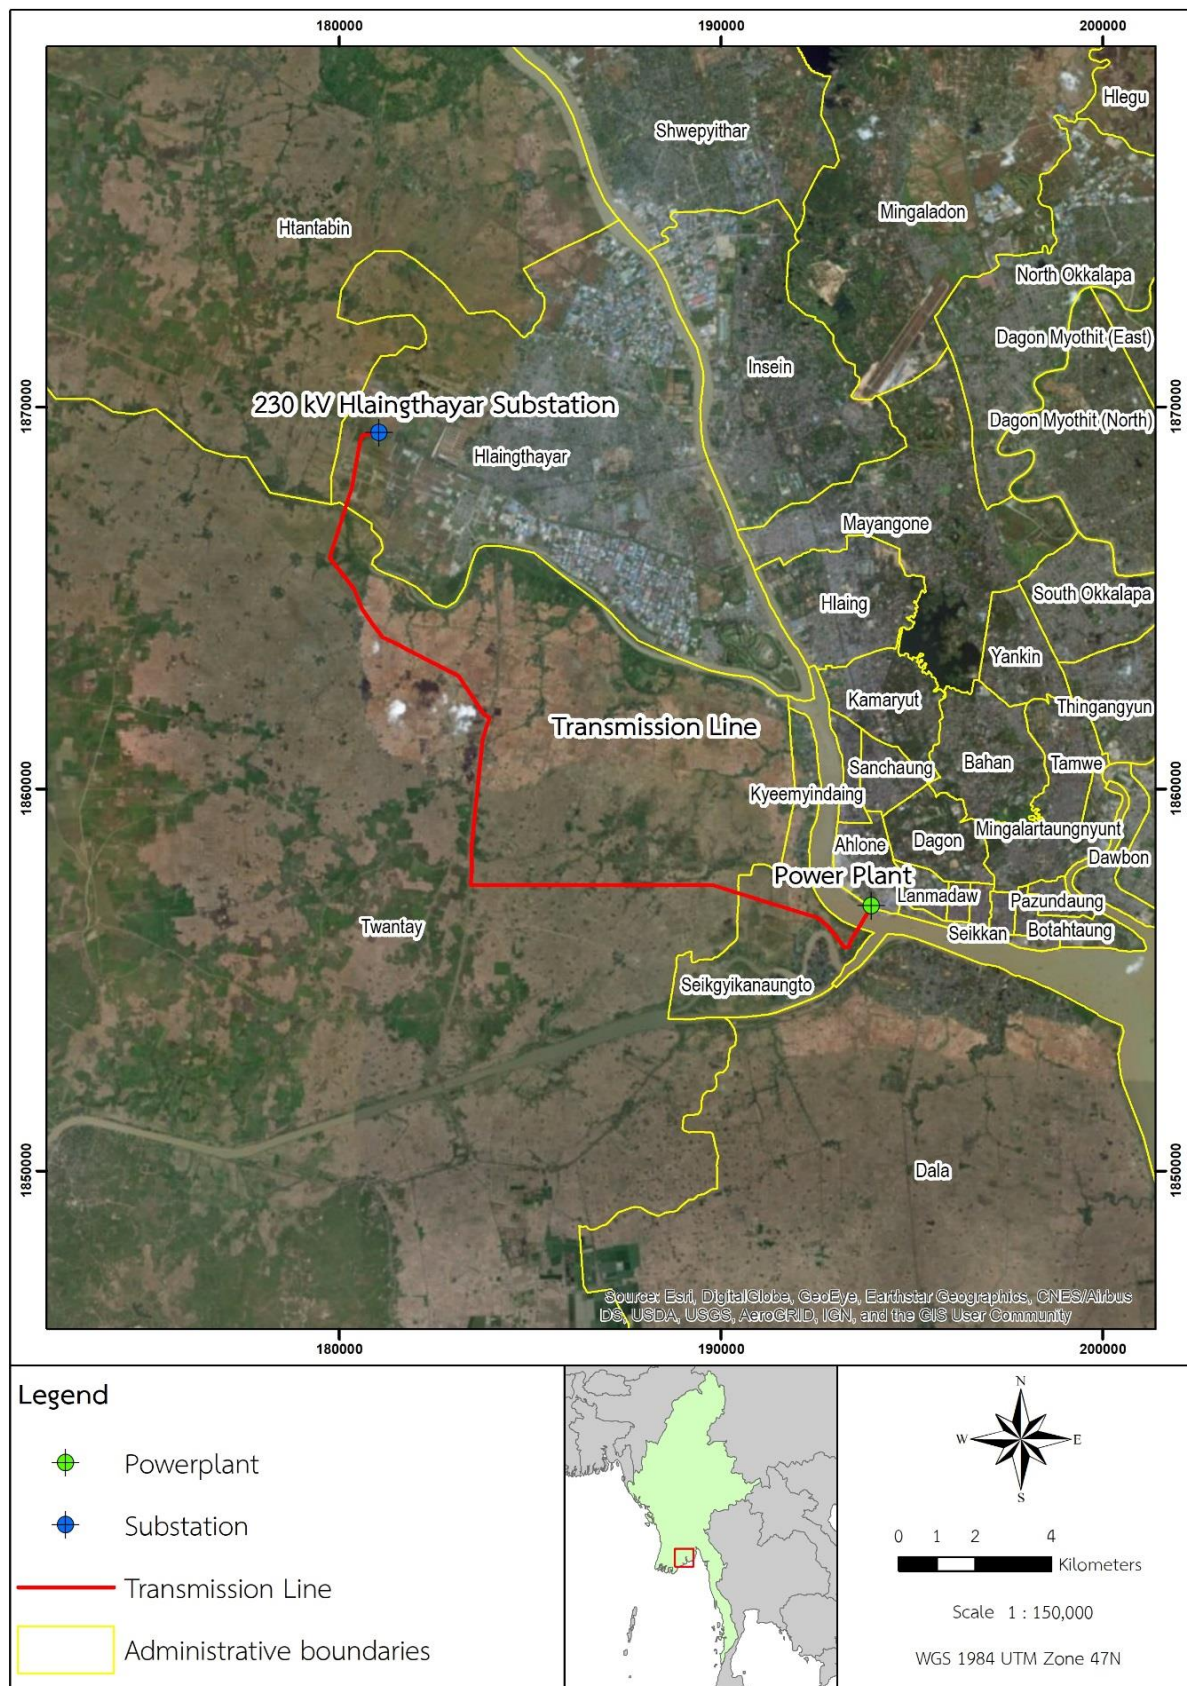 180000
190000
200000
Hlegu
Shwepyithar
Mingaladon
Htantabin
North Okkalapa
Dagon Myothit (East)
Insein
1870000
1870000
230 kV Hlaingthayar Substation
Dagon Myothit (North)
Hlaingthayar
Mayangone
South Okkalapa
Hlaing
Yankin
Kamaryut
Thingangyun
Transmission Line
Sanchaung
Bahan
Tamwe
1860000
1860000
Kyeemyindaing
Mingalartaungnyunt
Ahlone
Dagon
Dawbon
Power Plant
Lanmadaw
Pazundaung
Twantay
Seikkan
Botahtaung
Seikgyikanaungto
1850000
1850000
Dala
Source: Esri, DigitalGlobe, GeoEye, Earthstar Geographics, CNES/Airbus
DS, USDA, USGS, AeroGRID, IGN, and the GIS User Community
180000
190000
200000
Legend
Powerplant
Substation
Transmission Line
Administrative boundaries
N
W
E
S
0 1 2 4
Kilometers
Scale 1 : 150,000
WGS 1984 UTM Zone 47N